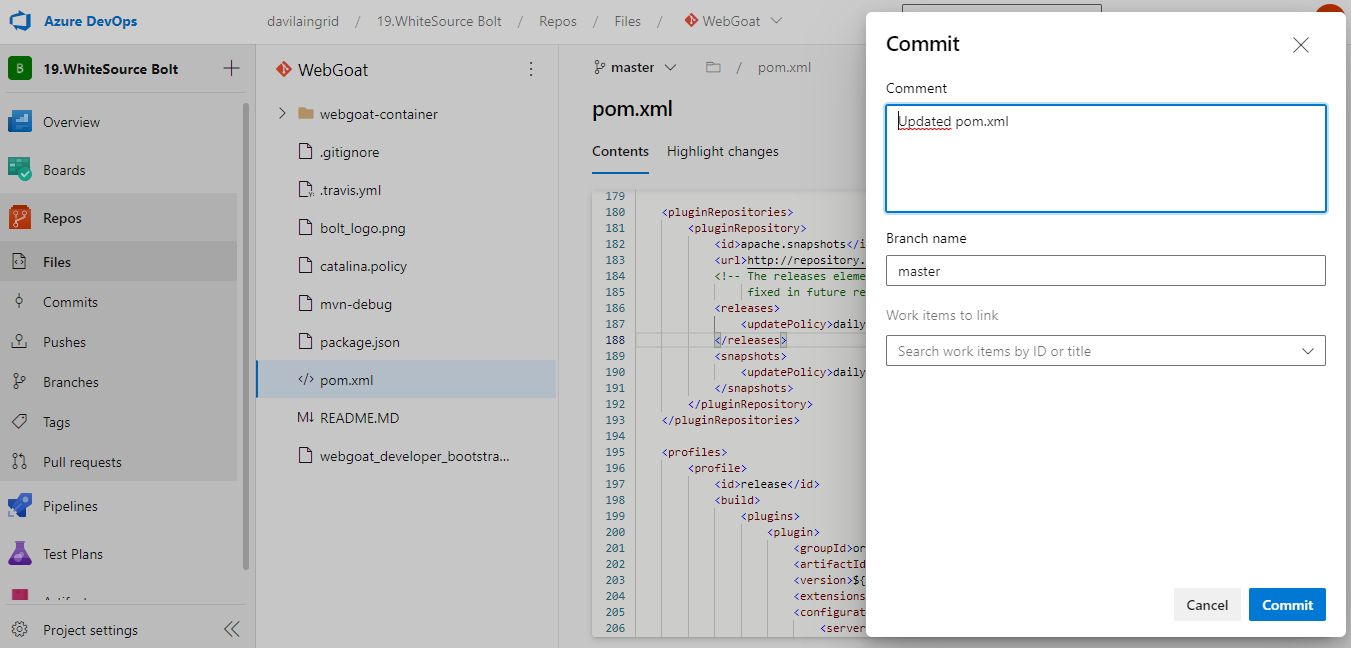 Azure DevOps
davilaingrid / 19.WhiteSource Bolt / Repos / Files / WebGoat
B 19.WhiteSource Bolt
Overview
Boards
Repos
Files
Commits
Pushes
Branches
Tags
Pull requests
Pipelines
Test Plans
Project settings
WebGoat
webgoat-container
.gitignore
.travis.yml
bolt_logo.png
catalina.policy
mvn-debug
package.json
</> pom.xml
M↓ README.MD
webgoat_developer_bootstra...
master / pom.xml
pom.xml
Contents Highlight changes
179
180 <pluginRepositories>
181 <pluginRepository>
182 <id>apache.snapshots</i
183 <url>http://repository.
184 <!-- The releases eleme
185 fixed in future re
186 <releases>
187 <updatePolicy>daily
188 </releases>
189 <snapshots>
190 <updatePolicy>daily
191 </snapshots>
192 </pluginRepository>
193 </pluginRepositories>
194
195 <profiles>
196 <profile>
197 <id>release</id>
198 <build>
199 <plugins>
200 <plugin>
201 <groupId>or
202 <artifactId
203 <version>${
204 <extensions
205 <configurat
206 <server
Commit
Comment
Updated pom.xml
Branch name
master
Work items to link
Search work items by ID or title
Cancel Commit